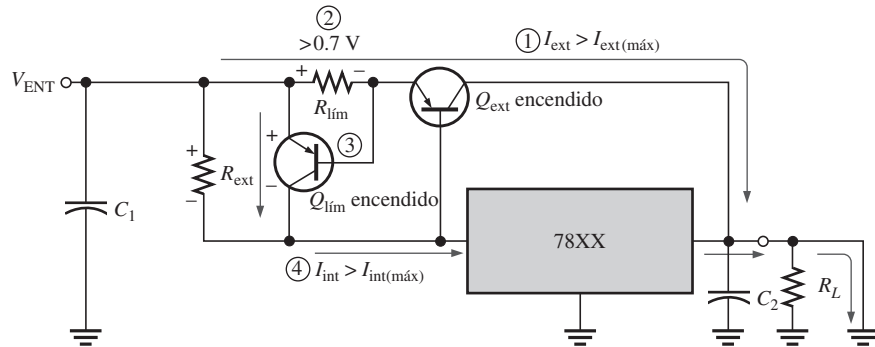 ②
>0.7 V
① I_ext > I_ext(máx)
V_ENT
+ −
R_lím
Q_ext encendido
+
③
+
R_ext
−
−
Q_lím encendido
C_1
78XX
④ I_int > I_int(máx)
C_2
R_L